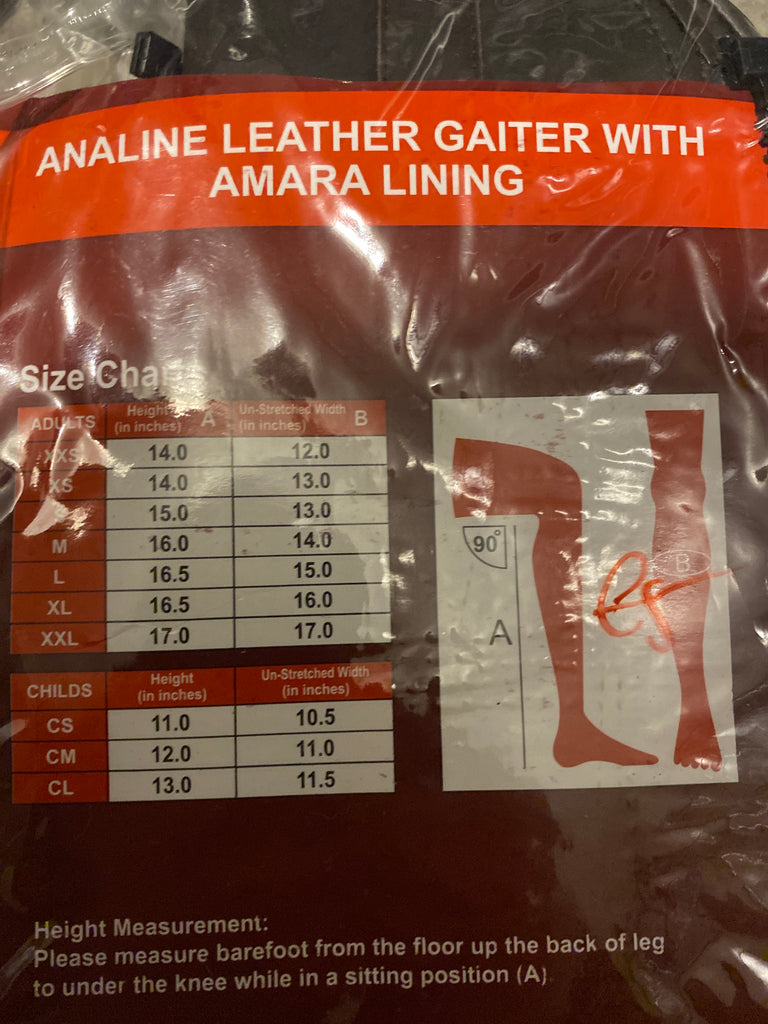 ANALINE LEATHER GAITER WITH
AMARA LINING
Size Chart
ADULTS Height (in inches) A Un-Stretched Width (in inches) B
XXS 14.0 12.0
XS 14.0 13.0
15.0 13.0
M 16.0 14.0
L 16.5 15.0
XL 16.5 16.0
XXL 17.0 17.0
CHILDS Height (in inches) Un-Stretched Width (in inches)
CS 11.0 10.5
CM 12.0 11.0
CL 13.0 11.5
90°
A
B
Height Measurement:
Please measure barefoot from the floor up the back of leg
to under the knee while in a sitting position (A)